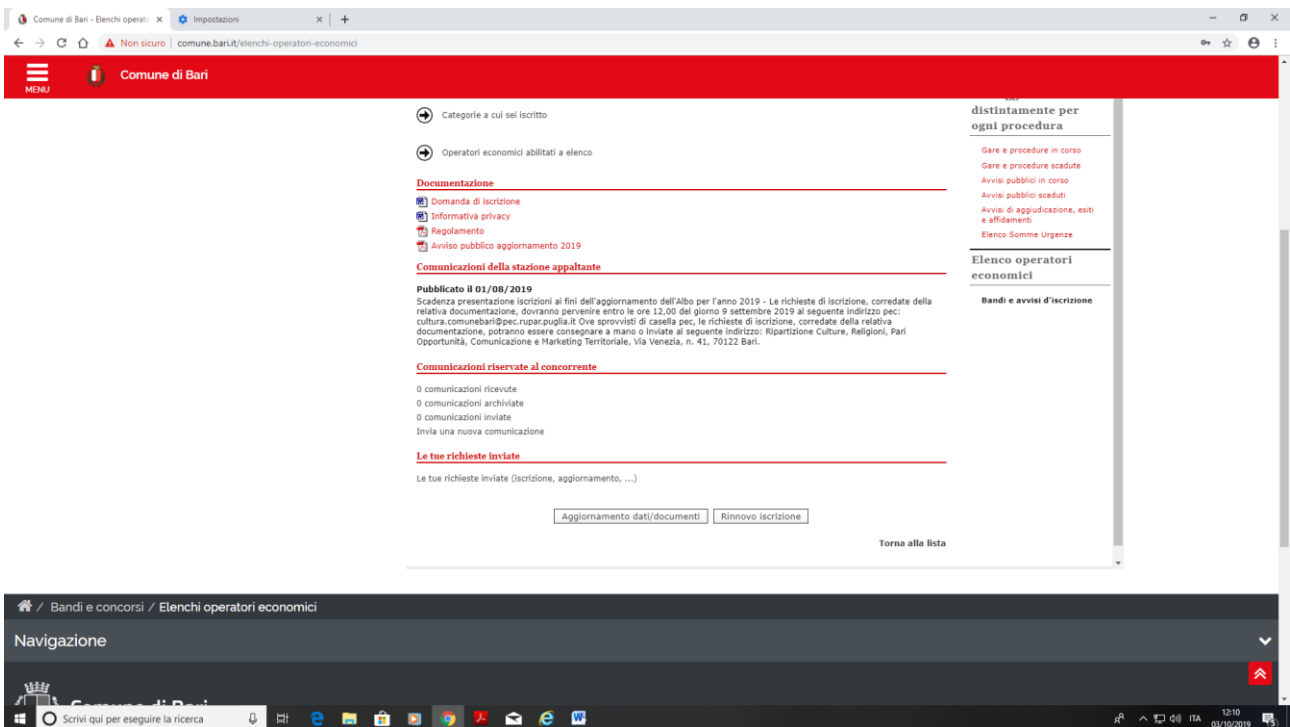 Comune di Bari - Elenchi operato
Impostazioni
Non sicuro | comune.bari.it/elenchi-operatori-economici
MENU
Comune di Bari
Categorie a cui sei iscritto
Operatori economici abilitati a elenco
Documentazione
Domanda di iscrizione
Informativa privacy
Regolamento
Avviso pubblico aggiornamento 2019
Comunicazioni della stazione appaltante
Pubblicato il 01/08/2019
Scadenza presentazione iscrizioni ai fini dell'aggiornamento dell'Albo per l'anno 2019 - Le richieste di iscrizione, corredate della
relativa documentazione, dovranno pervenire entro le ore 12,00 del giorno 9 settembre 2019 al seguente indirizzo pec:
cultura.comunebari@pec.rupar.puglia.it Ove sprovvisti di casella pec, le richieste di iscrizione, corredate della relativa
documentazione, potranno essere consegnare a mano o inviate al seguente indirizzo: Ripartizione Culture, Religioni, Pari
Opportunità, Comunicazione e Marketing Territoriale, Via Venezia, n. 41, 70122 Bari.
Comunicazioni riservate al concorrente
0 comunicazioni ricevute
0 comunicazioni archiviate
0 comunicazioni inviate
Invia una nuova comunicazione
Le tue richieste inviate
Le tue richieste inviate (iscrizione, aggiornamento, ...)
Aggiornamento dati/documenti
Rinnovo iscrizione
Torna alla lista
distintamente per
ogni procedura
Gare e procedure in corso
Gare e procedure scadute
Avvisi pubblici in corso
Avvisi pubblici scaduti
Avvisi di aggiudicazione, esiti
e affidamenti
Elenco Somme Urgenze
Elenco operatori
economici
Bandi e avvisi d'iscrizione
/ Bandi e concorsi / Elenchi operatori economici
Navigazione
Comune di Bari
Scrivi qui per eseguire la ricerca
ITA
12:10
03/10/2019